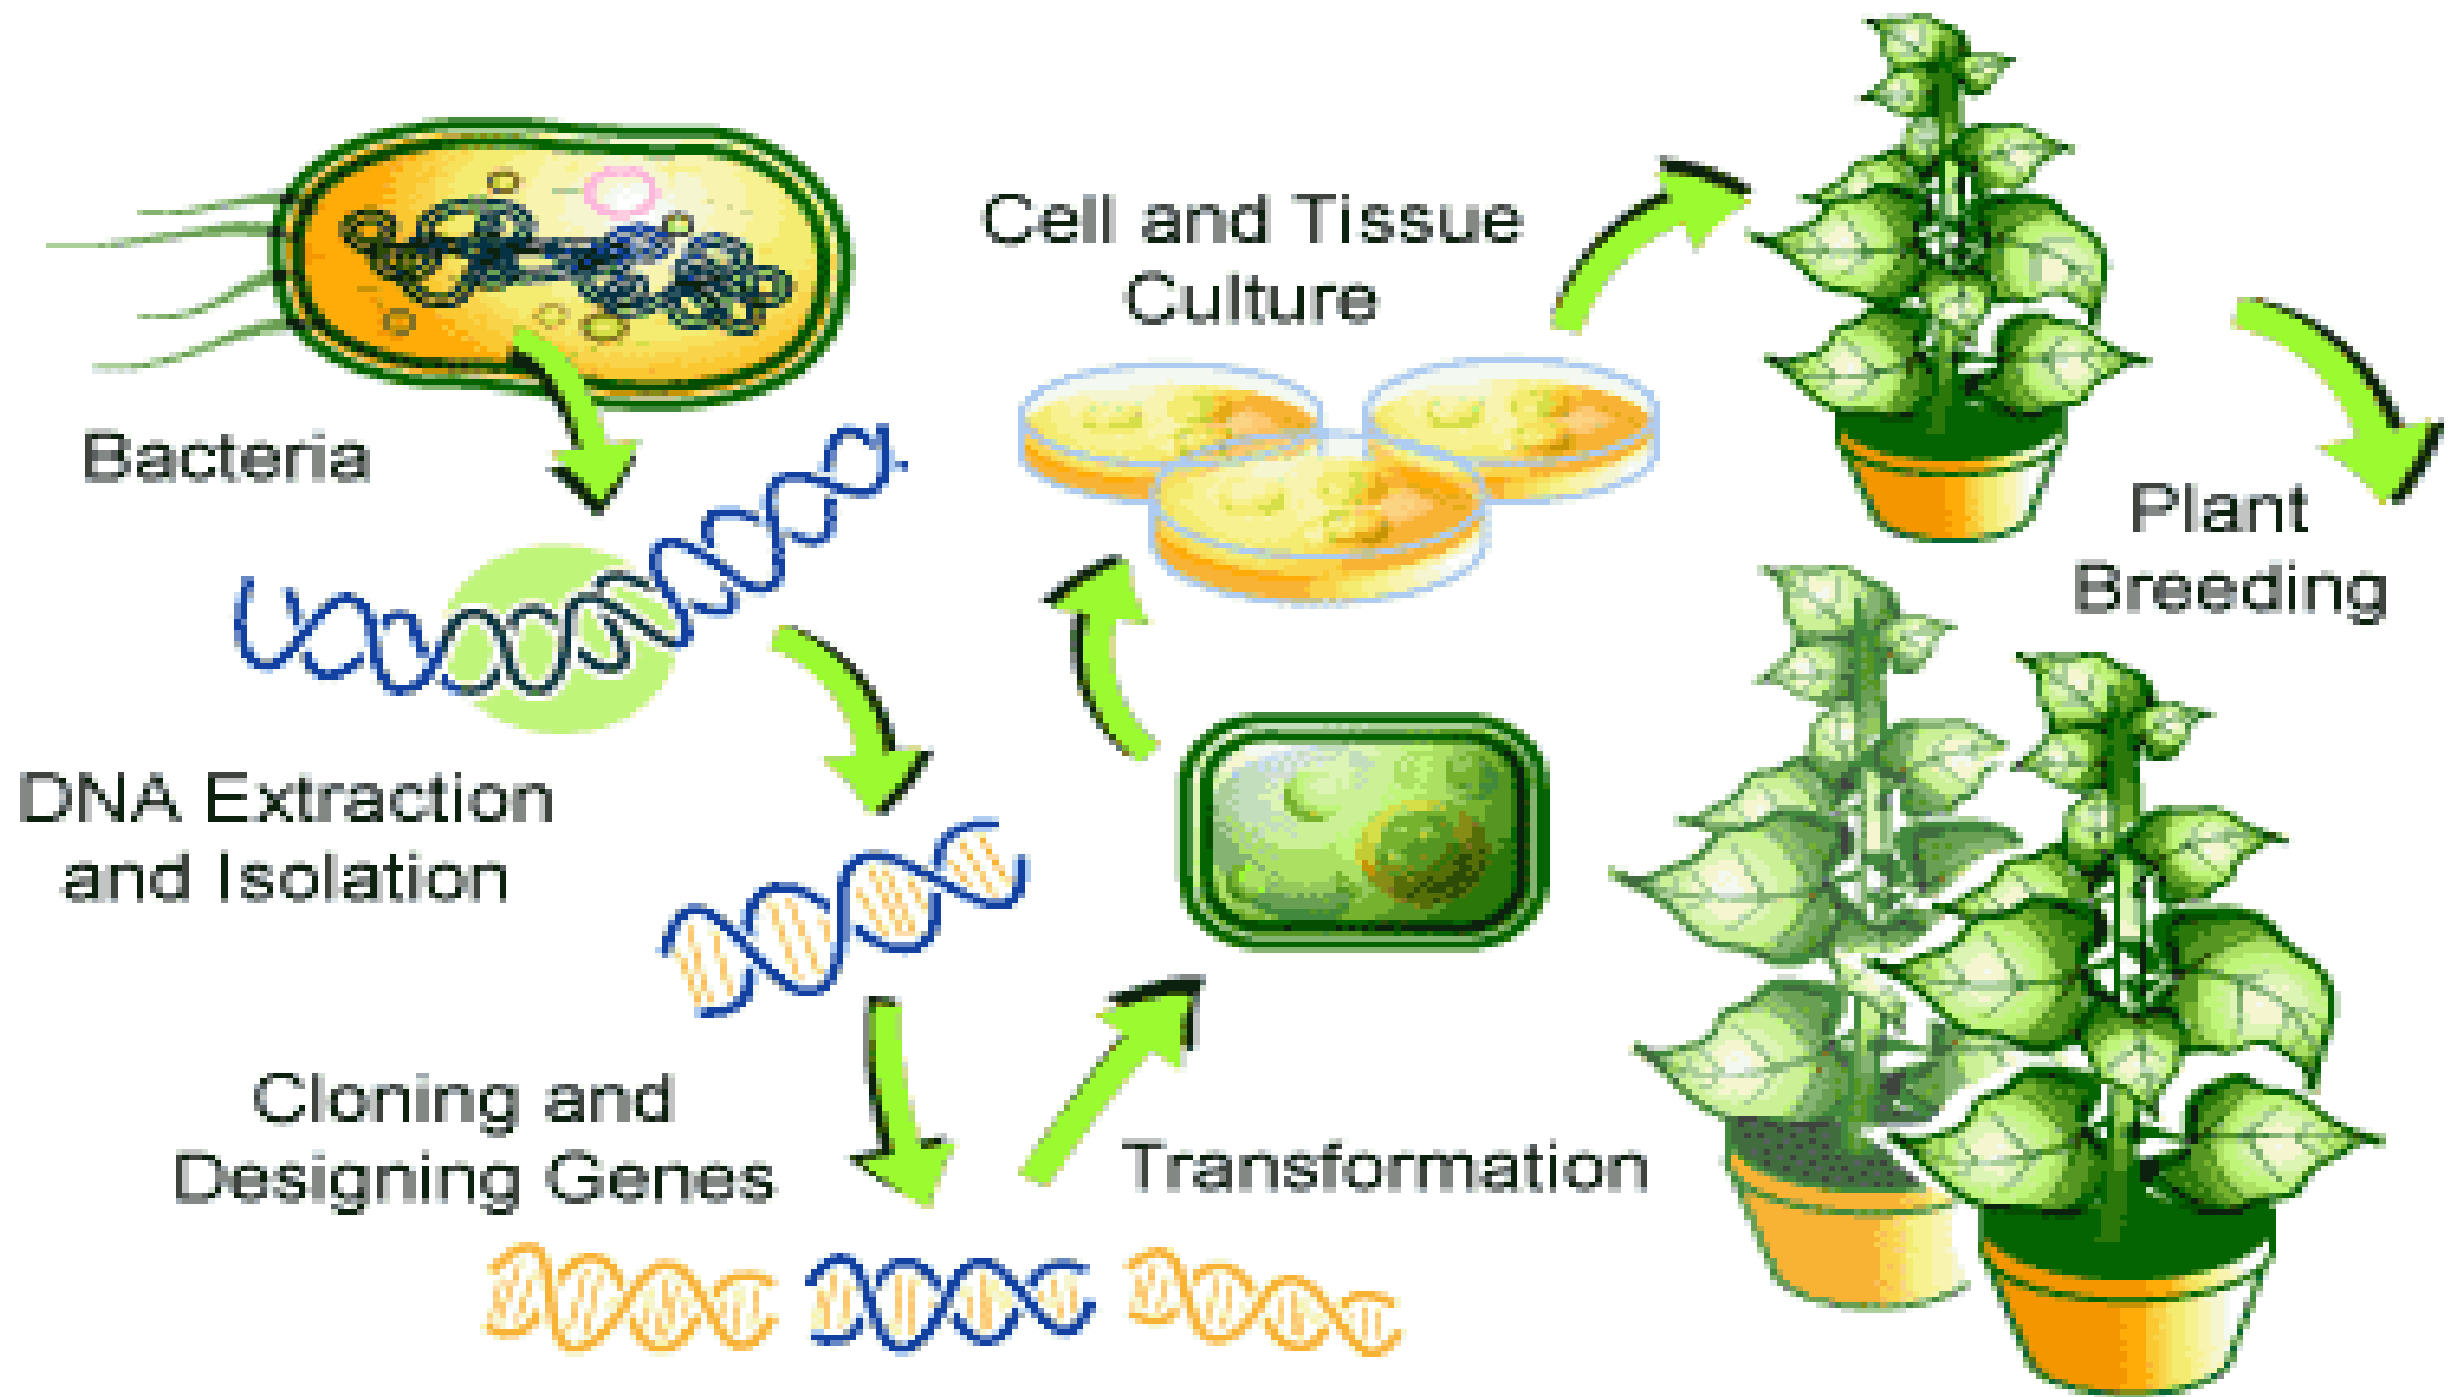 Bacteria
DNA Extraction
and Isolation
Cloning and
Designing Genes
Transformation
Cell and Tissue
Culture
Plant
Breeding